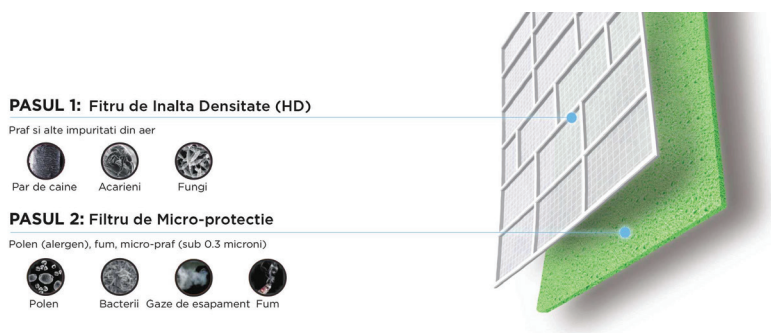 PASUL 1: Fitru de Inalta Densitate (HD)
Praf si alte impuritati din aer
Par de caine Acarieni Fungi
PASUL 2: Filtru de Micro-protectie
Polen (alergen), fum, micro-praf (sub 0.3 microni)
Polen Bacterii Gaze de esapament Fum